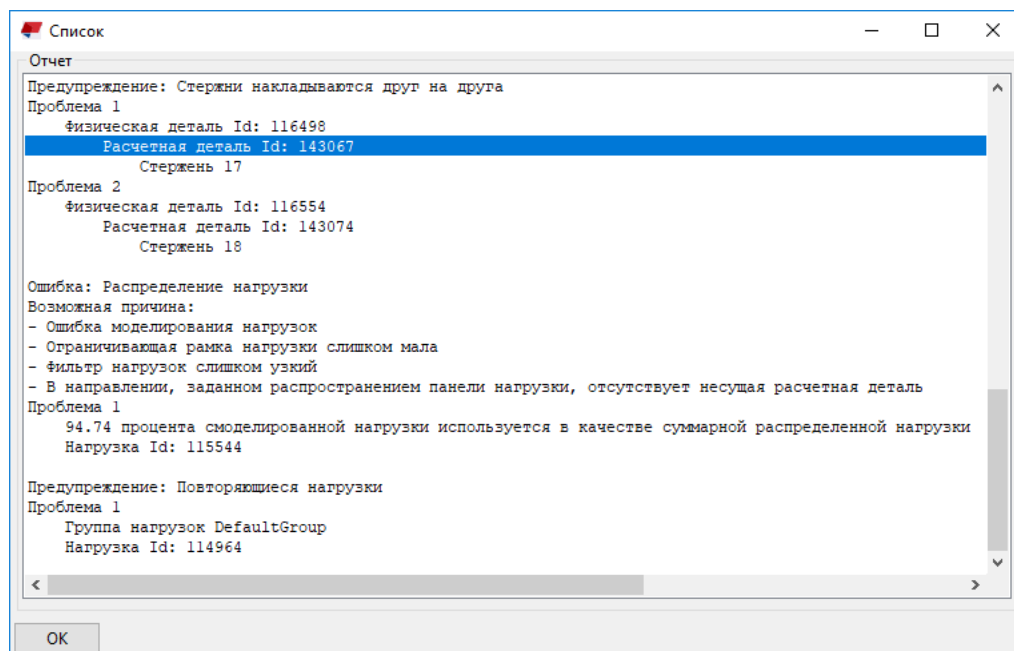 Список
Отчет
Предупреждение: Стержни накладываются друг на друга
Проблема 1
Физическая деталь Id: 116498
Расчетная деталь Id: 143067
Стержень 17
Проблема 2
Физическая деталь Id: 116554
Расчетная деталь Id: 143074
Стержень 18
Ошибка: Распределение нагрузки
Возможная причина:
- Ошибка моделирования нагрузок
- Ограничивающая рамка нагрузки слишком мала
- Фильтр нагрузок слишком узкий
- В направлении, заданном распространением панели нагрузки, отсутствует несущая расчетная деталь
Проблема 1
94.74 процента смоделированной нагрузки используется в качестве суммарной распределенной нагрузки
Нагрузка Id: 115544
Предупреждение: Повторяющиеся нагрузки
Проблема 1
Группа нагрузок DefaultGroup
Нагрузка Id: 114964
OK